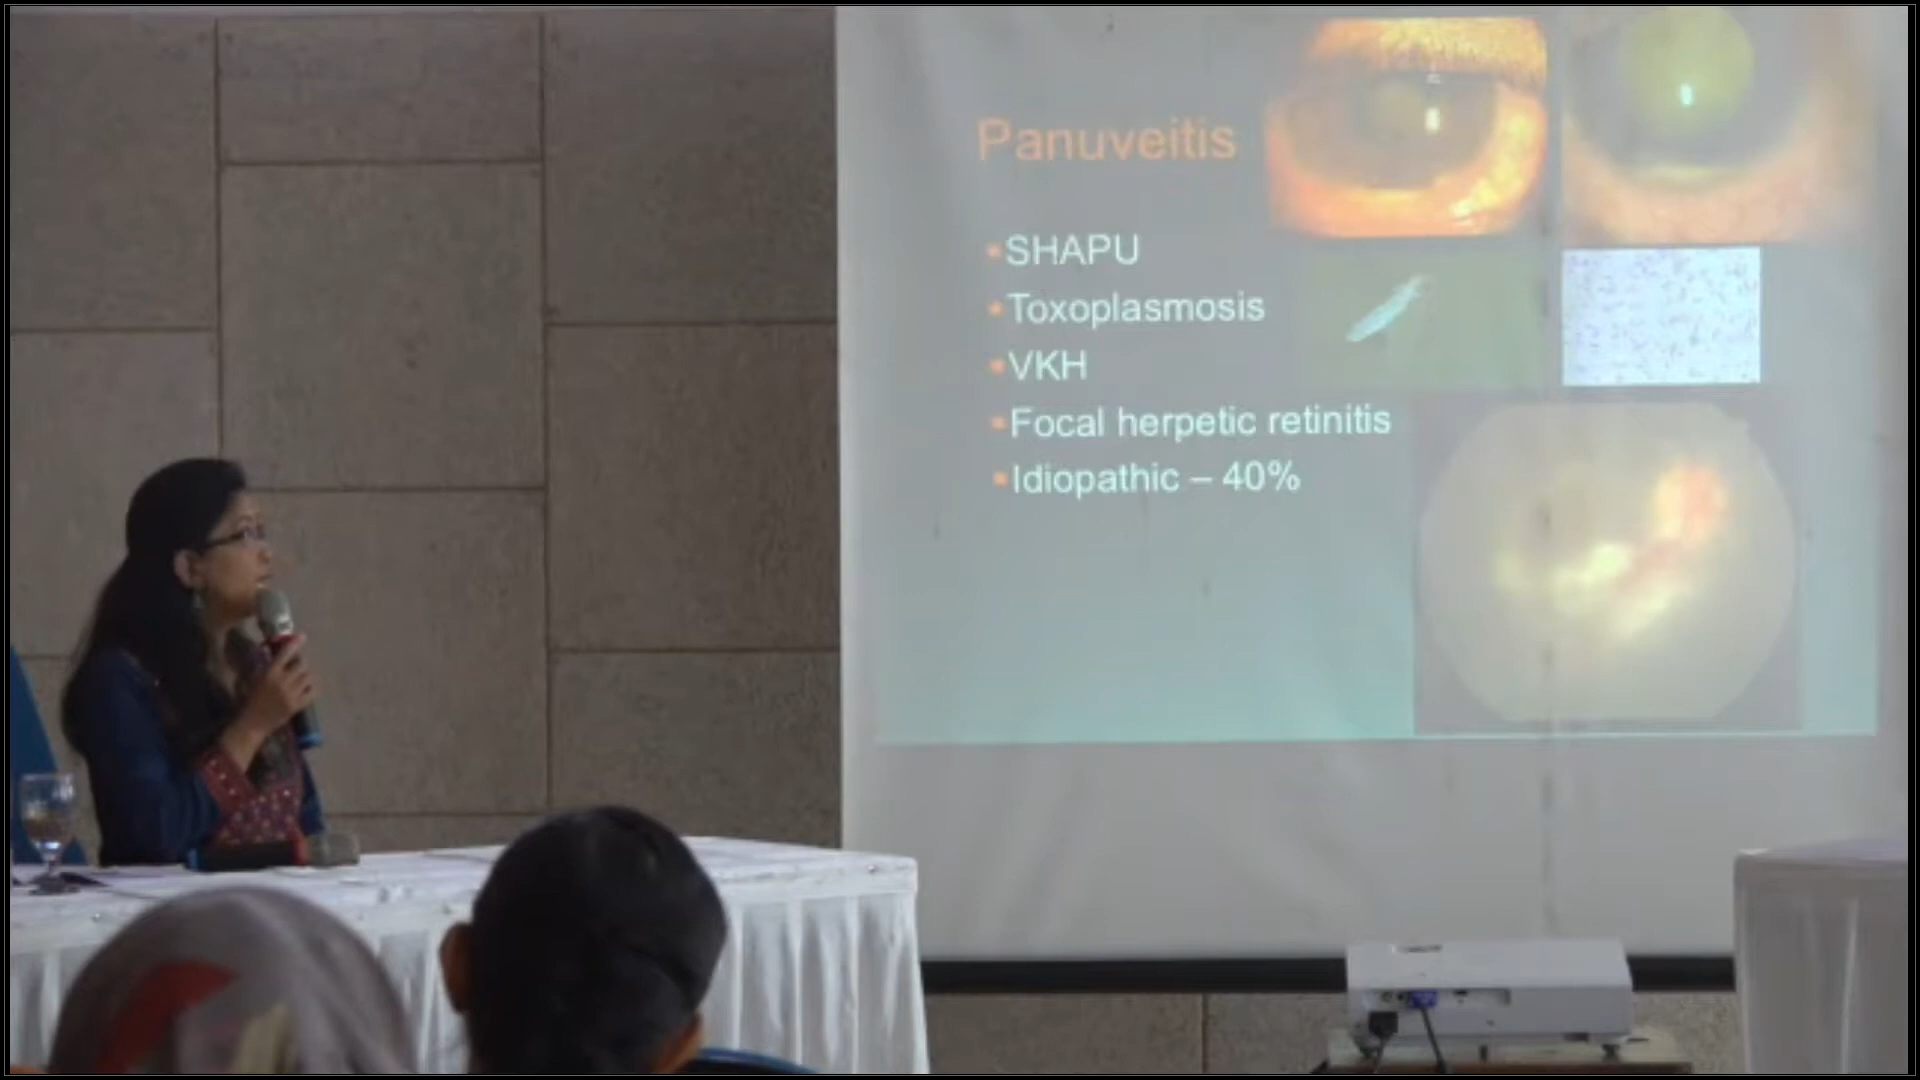 Panuveitis
▪SHAPU
▪Toxoplasmosis
▪VKH
▪Focal herpetic retinitis
▪Idiopathic – 40%